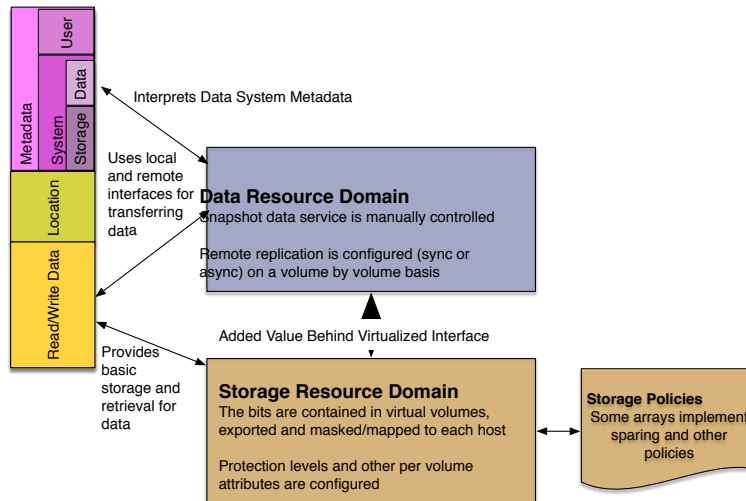 User
Data
Metadata
System
Storage
Location
Read/Write Data
Interprets Data System Metadata
Uses local
and remote
interfaces for
transferring
data
Data Resource Domain
Snapshot data service is manually controlled
Remote replication is configured (sync or
async) on a volume by volume basis
Added Value Behind Virtualized Interface
Provides
basic
storage and
retrieval for
data
Storage Resource Domain
The bits are contained in virtual volumes,
exported and masked/mapped to each host
Protection levels and other per volume
attributes are configured
Storage Policies
Some arrays implement
sparing and other
policies